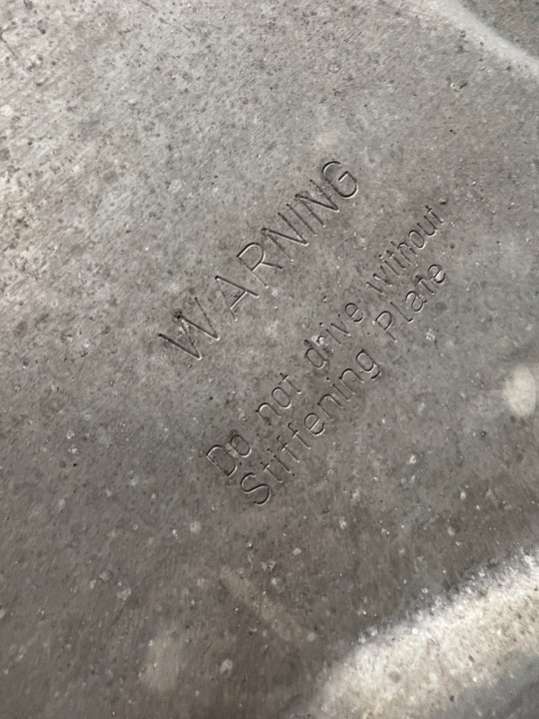 WARNING
Do not drive without
Stiffening Plate